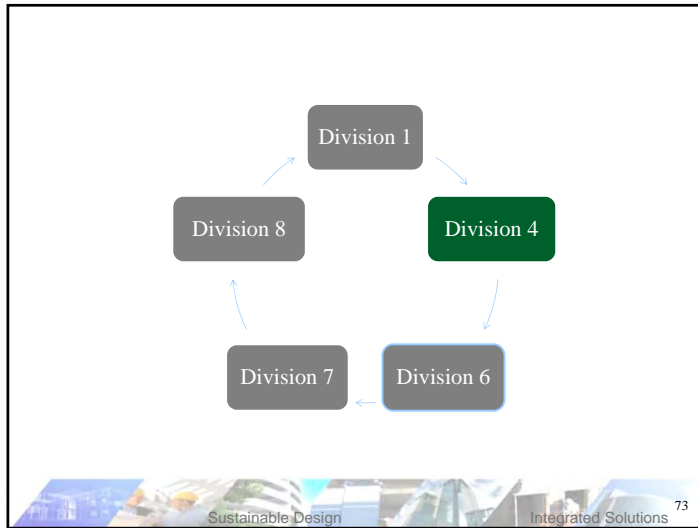 Division 1
Division 8
Division 4
Division 7
Division 6
Sustainable Design
Integrated Solutions
73